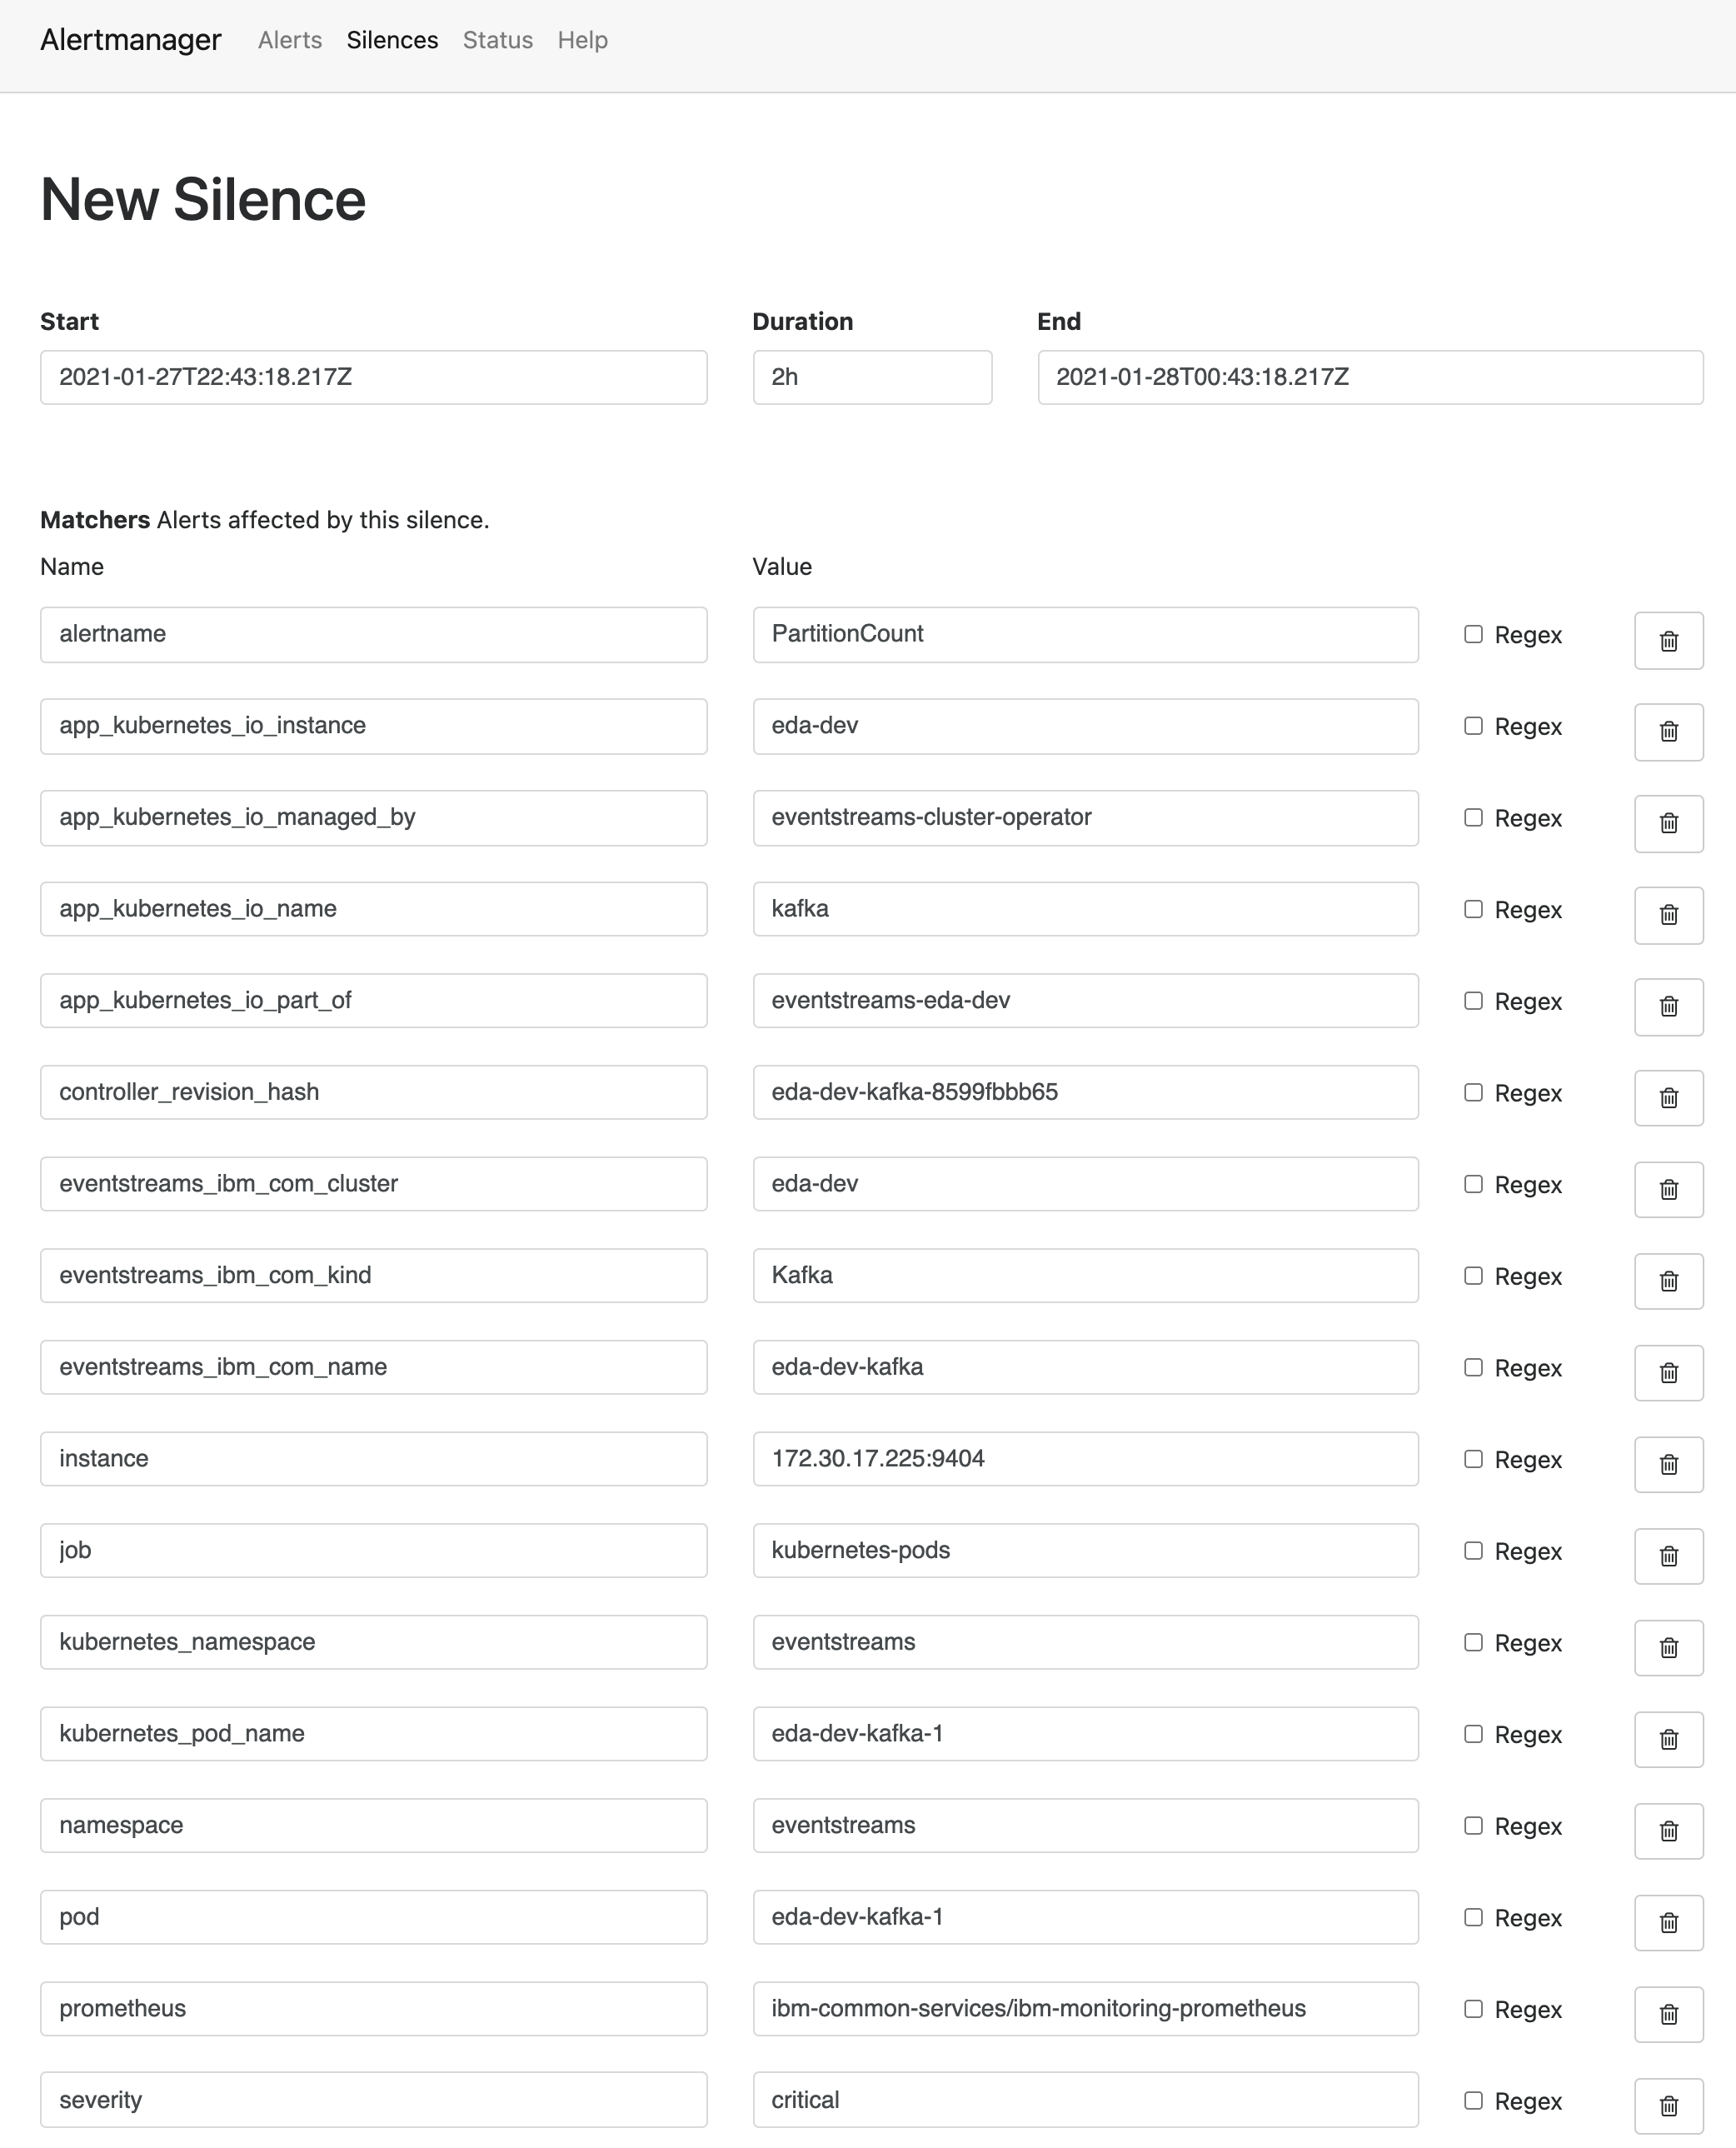 Alertmanager Alerts Silences Status Help
New Silence
Start Duration End
2021-01-27T22:43:18.217Z 2h 2021-01-28T00:43:18.217Z
Matchers Alerts affected by this silence.
Name Value
alertname PartitionCount Regex
app_kubernetes_io_instance eda-dev Regex
app_kubernetes_io_managed_by eventstreams-cluster-operator Regex
app_kubernetes_io_name kafka Regex
app_kubernetes_io_part_of eventstreams-eda-dev Regex
controller_revision_hash eda-dev-kafka-8599fbbb65 Regex
eventstreams_ibm_com_cluster eda-dev Regex
eventstreams_ibm_com_kind Kafka Regex
eventstreams_ibm_com_name eda-dev-kafka Regex
instance 172.30.17.225:9404 Regex
job kubernetes-pods Regex
kubernetes_namespace eventstreams Regex
kubernetes_pod_name eda-dev-kafka-1 Regex
namespace eventstreams Regex
pod eda-dev-kafka-1 Regex
prometheus ibm-common-services/ibm-monitoring-prometheus Regex
severity critical Regex